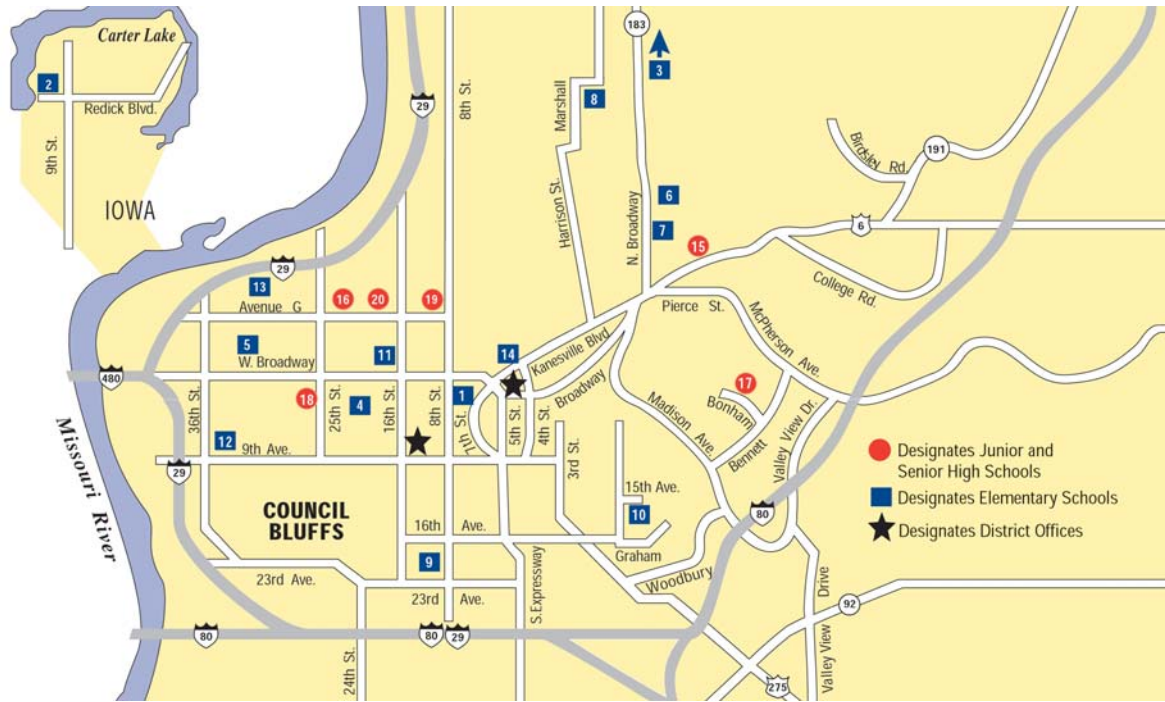 Carter Lake
2
Redick Blvd.
9th St.
IOWA
29
8th St.
183
3
8
Marshall
Harrison St.
N. Broadway
6
7
15
Birdsley Rd.
191
6
College Rd.
29
13
Avenue G
16
20
19
5
W. Broadway
11
480
36th St.
18
25th St.
4
16th St.
8th St.
1
7th St.
14
5th St.
4th St.
Kanesville Blvd
Broadway
Pierce St.
McPherson Ave.
17
Bonham
Bennett
Madison Ave.
Valley View Dr.
12
9th Ave.
29
3rd St.
15th Ave.
10
Missouri River
COUNCIL
BLUFFS
16th Ave.
Graham
9
23rd Ave.
23rd Ave.
S.Expressway
Woodbury
80
80
80
29
24th St.
92
275
Valley View Drive
Designates Junior and
Senior High Schools
Designates Elementary Schools
Designates District Offices